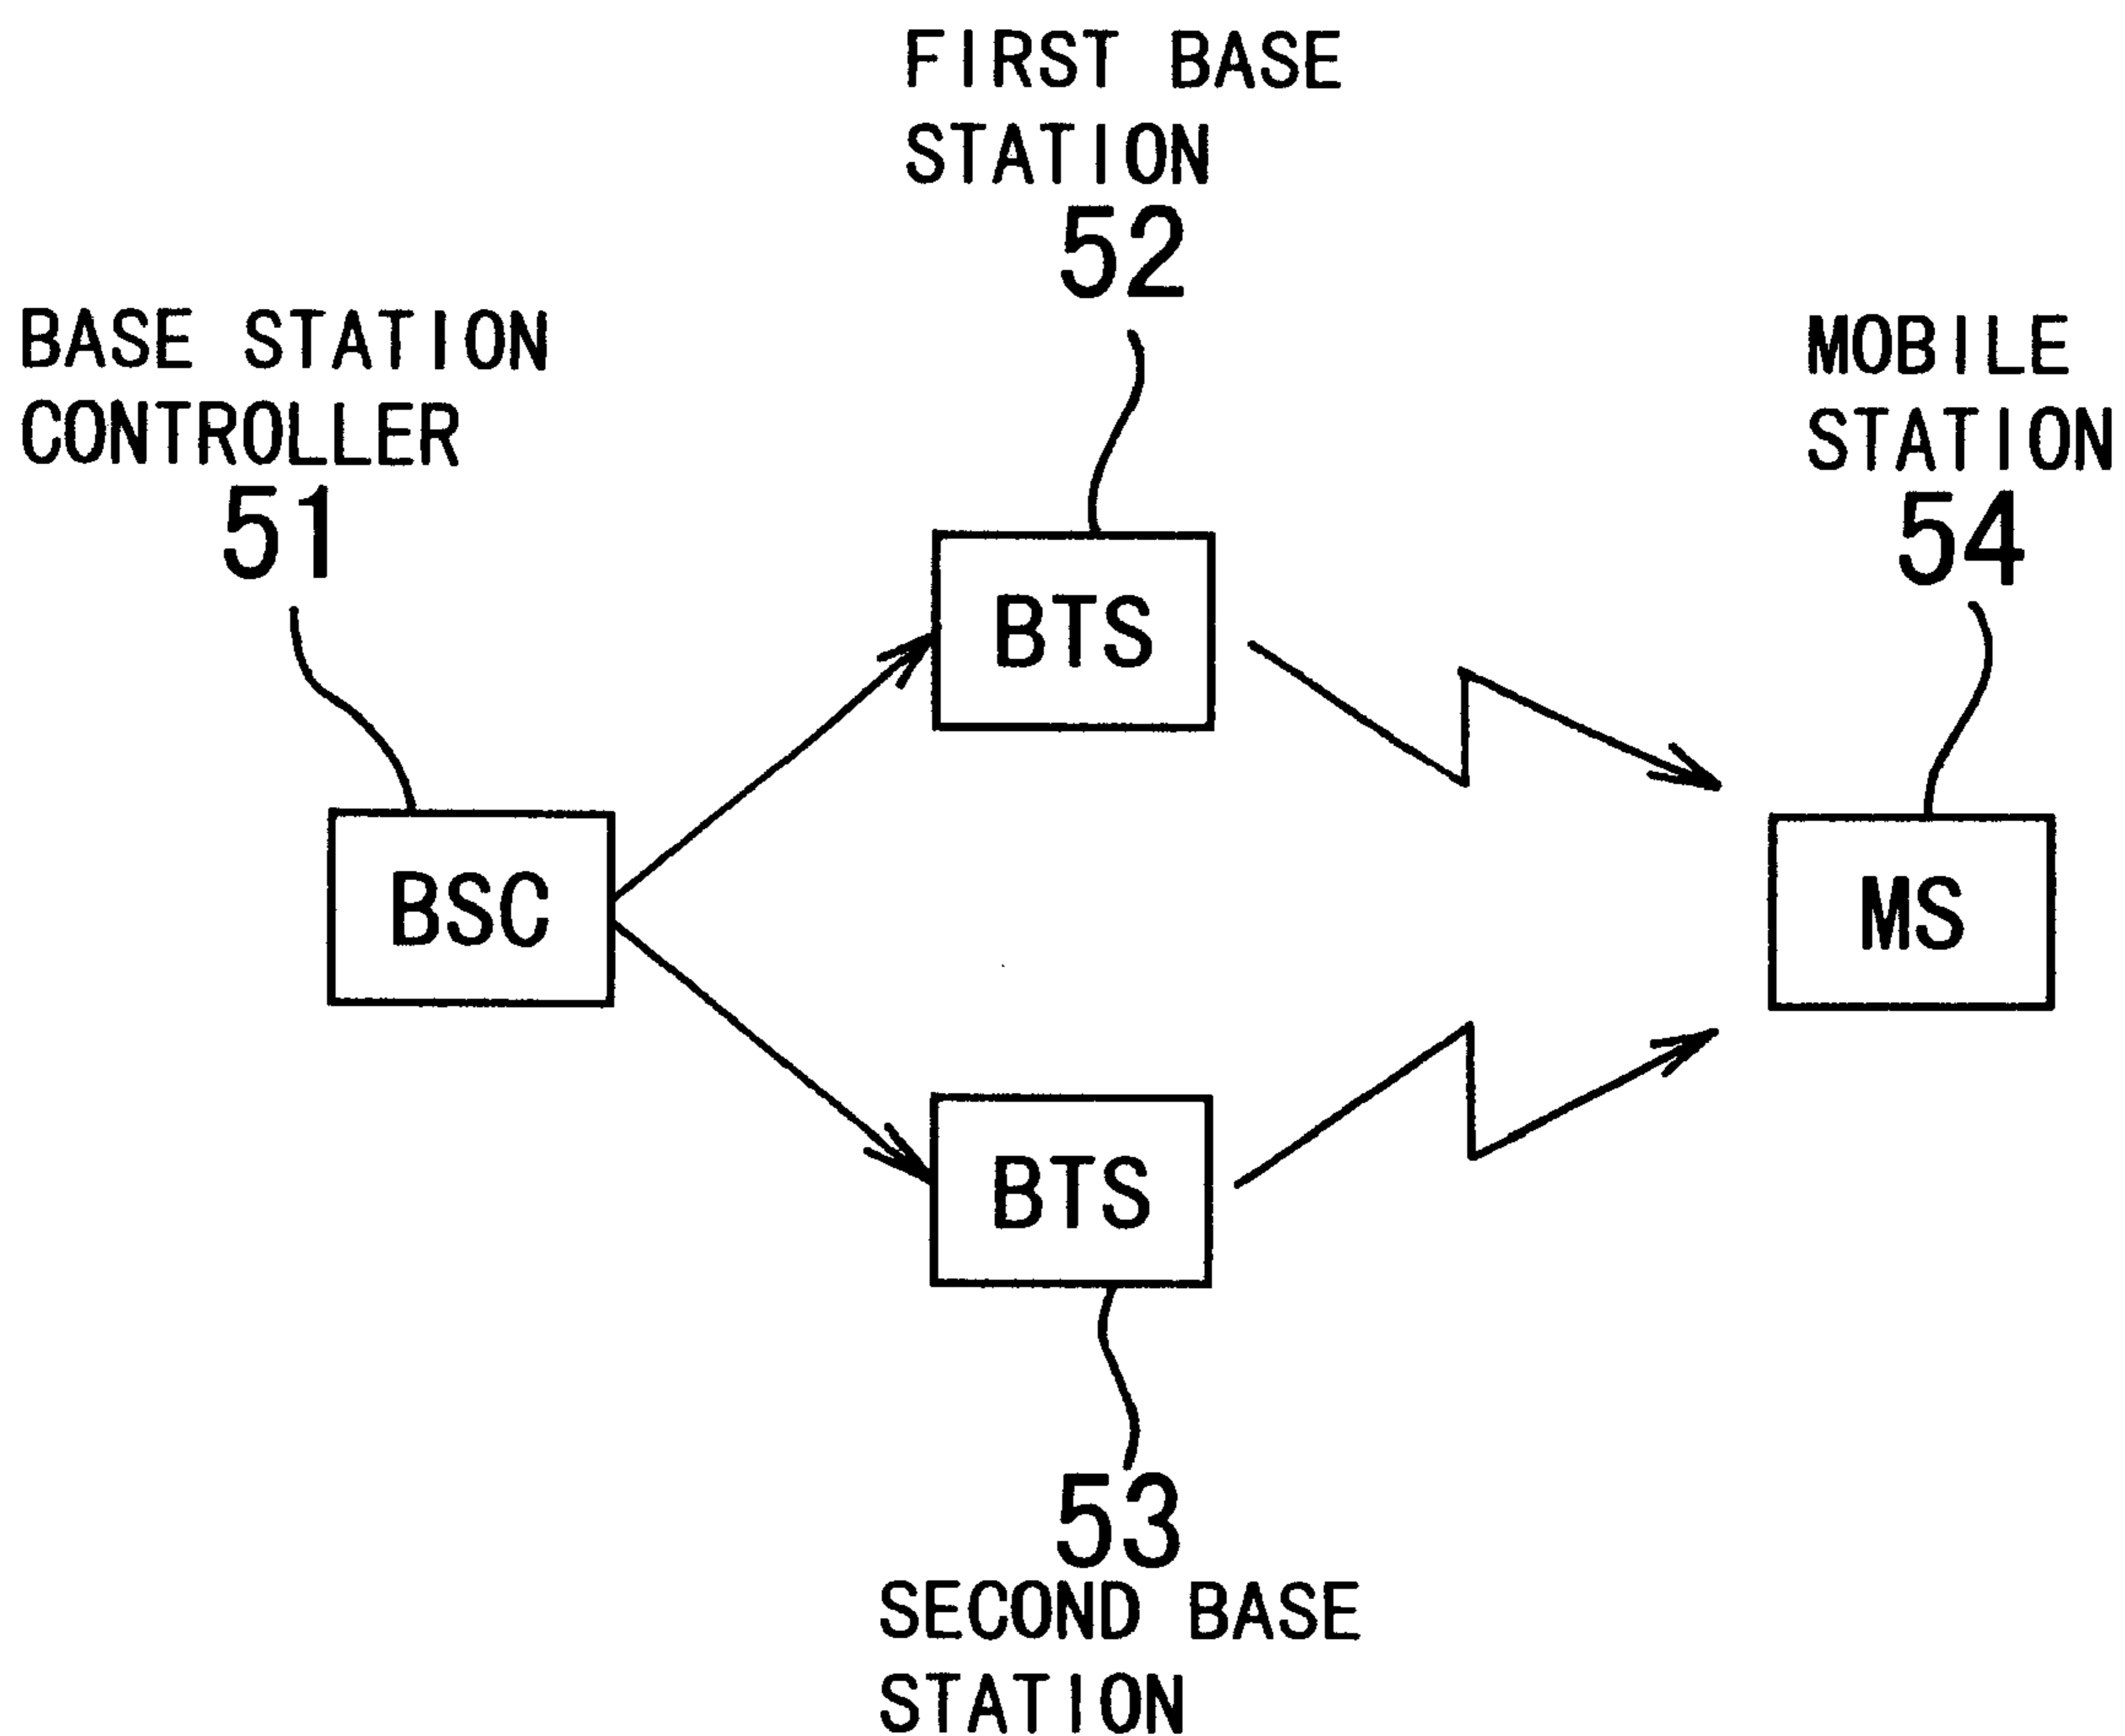 FIRST BASE
STATION
52
BASE STATION
CONTROLLER
51
MOBILE
STATION
54
BTS
BSC
MS
BTS
53
SECOND BASE
STATION